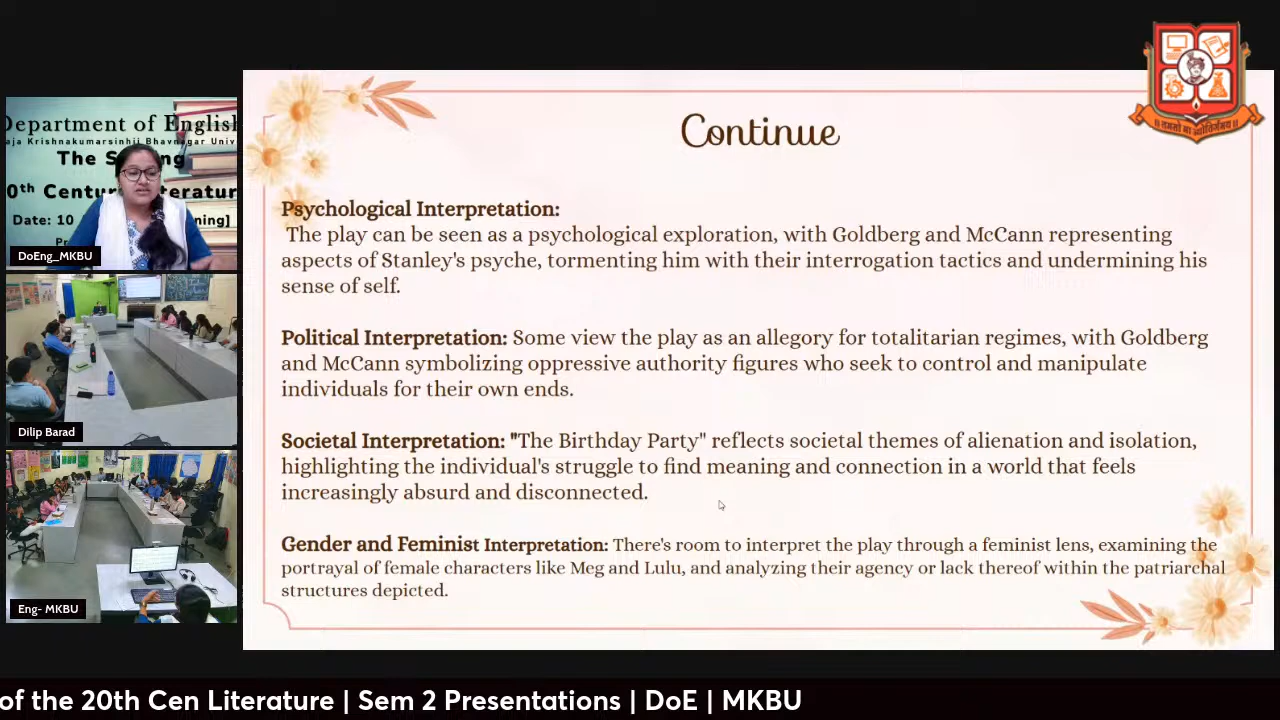 Department of English
aja Krishnakumarsinhji Bhavnagar Univ
The S ng
0th Centur teratur
Date: 10 ning]
Pr
DoEng_MKBU
Dilip Barad
Eng- MKBU
Continue
Psychological Interpretation:
The play can be seen as a psychological exploration, with Goldberg and McCann representing
aspects of Stanley's psyche, tormenting him with their interrogation tactics and undermining his
sense of self.
Political Interpretation: Some view the play as an allegory for totalitarian regimes, with Goldberg
and McCann symbolizing oppressive authority figures who seek to control and manipulate
individuals for their own ends.
Societal Interpretation: "The Birthday Party" reflects societal themes of alienation and isolation,
highlighting the individual's struggle to find meaning and connection in a world that feels
increasingly absurd and disconnected.
Gender and Feminist Interpretation: There's room to interpret the play through a feminist lens, examining the
portrayal of female characters like Meg and Lulu, and analyzing their agency or lack thereof within the patriarchal
structures depicted.
of the 20th Cen Literature | Sem 2 Presentations | DoE | MKBU